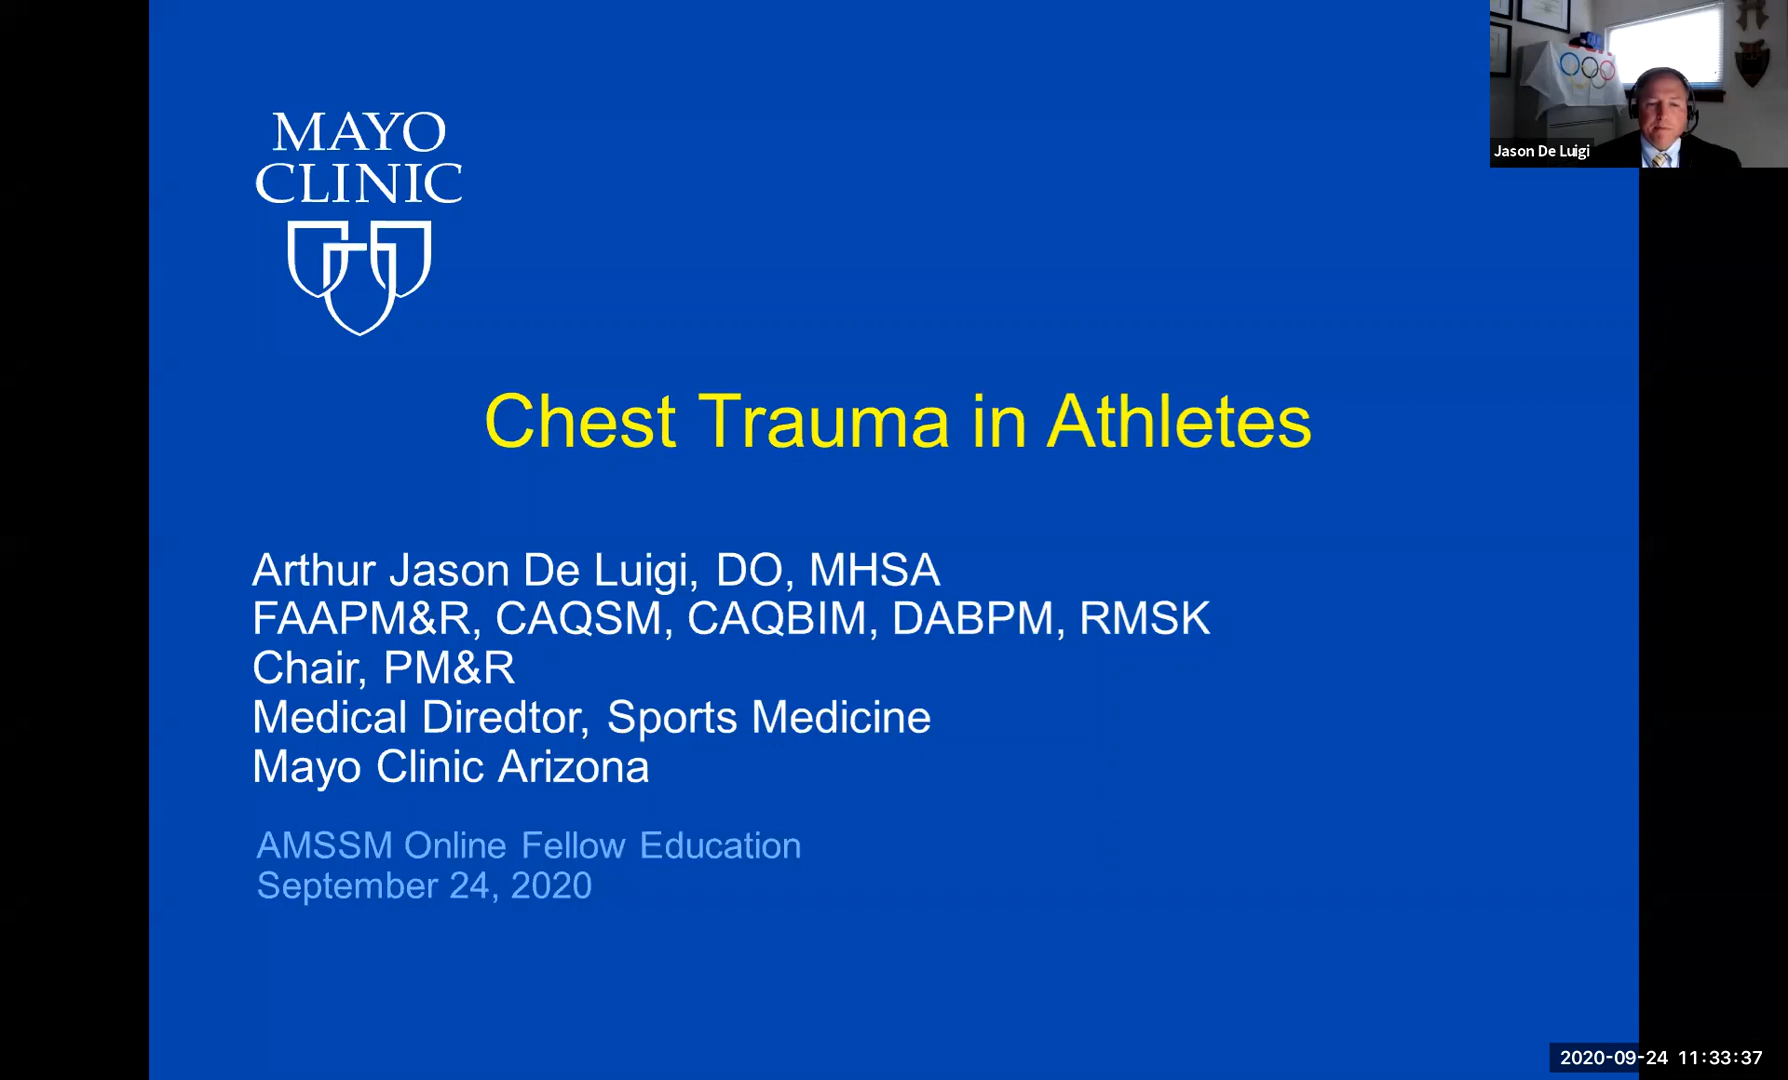 MAYO
CLINIC
Chest Trauma in Athletes
Arthur Jason De Luigi, DO, MHSA
FAAPM&R, CAQSM, CAQBIM, DABPM, RMSK
Chair, PM&R
Medical Diredtor, Sports Medicine
Mayo Clinic Arizona
AMSSM Online Fellow Education
September 24, 2020
Jason De Luigi
2020-09-24 11:33:37